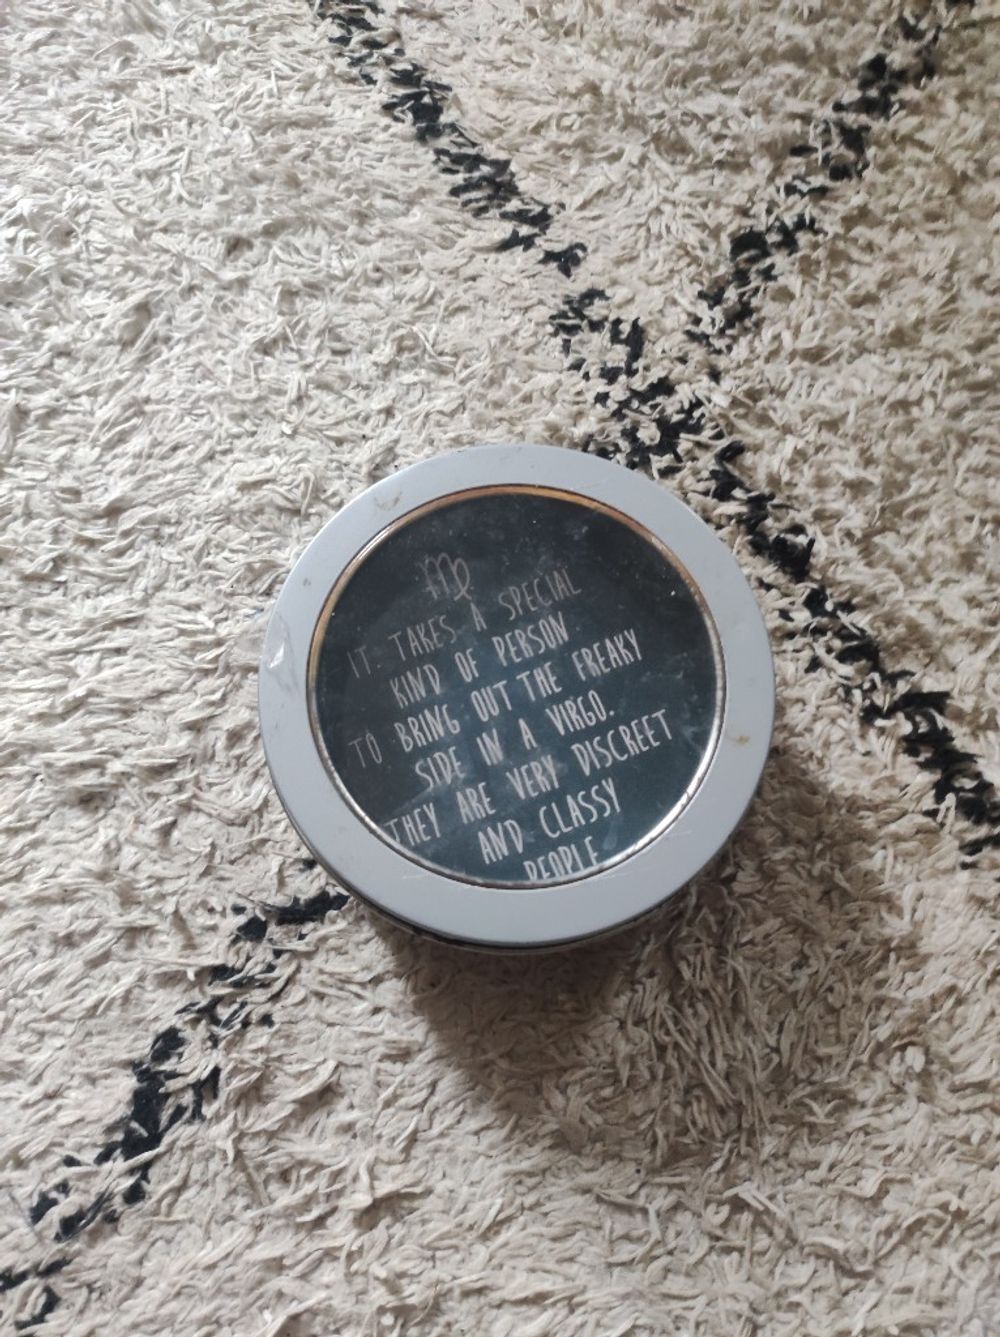 IT TAKES A SPECIAL
KIND OF PERSON
TO BRING OUT THE FREAKY
SIDE IN A VIRGO.
THEY ARE VERY DISCREET
AND CLASSY
PEOPLE